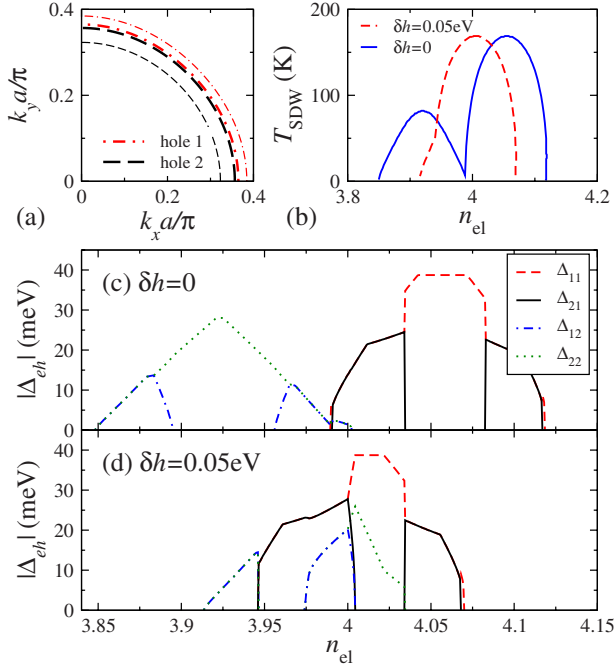 0.4
0.2
0
0
0.2
0.4
k_y a/π
k_x a/π
hole 1
hole 2
(a)
200
100
0
3.8
4
4.2
T_SDW (K)
n_el
δh=0.05eV
δh=0
(b)
40
30
20
10
0
|Δ_eh| (meV)
(c) δh=0
Δ_11
Δ_21
Δ_12
Δ_22
40
30
20
10
0
|Δ_eh| (meV)
(d) δh=0.05eV
3.85
3.9
3.95
4
4.05
4.1
4.15
n_el